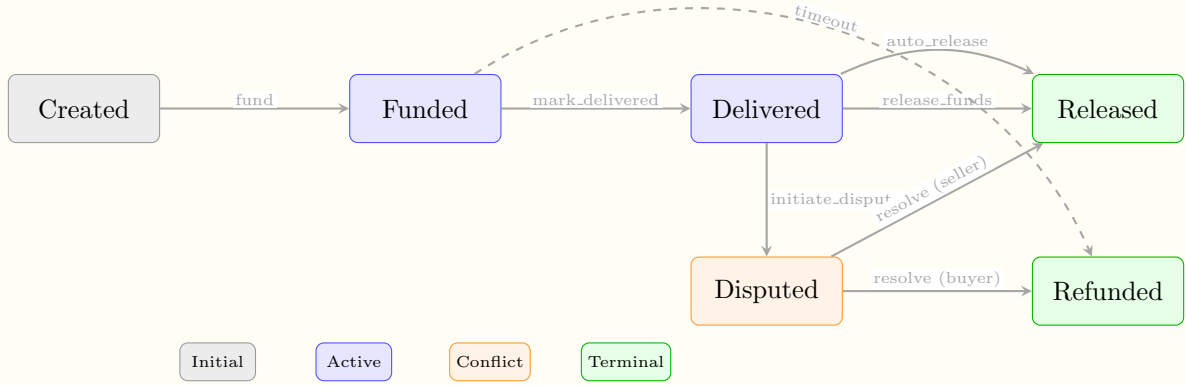 timeout
auto_release
Created
fund
Funded
mark_delivered
Delivered
release_funds
Released
initiate_disput
resolve (seller)
Disputed
resolve (buyer)
Refunded
Initial
Active
Conflict
Terminal